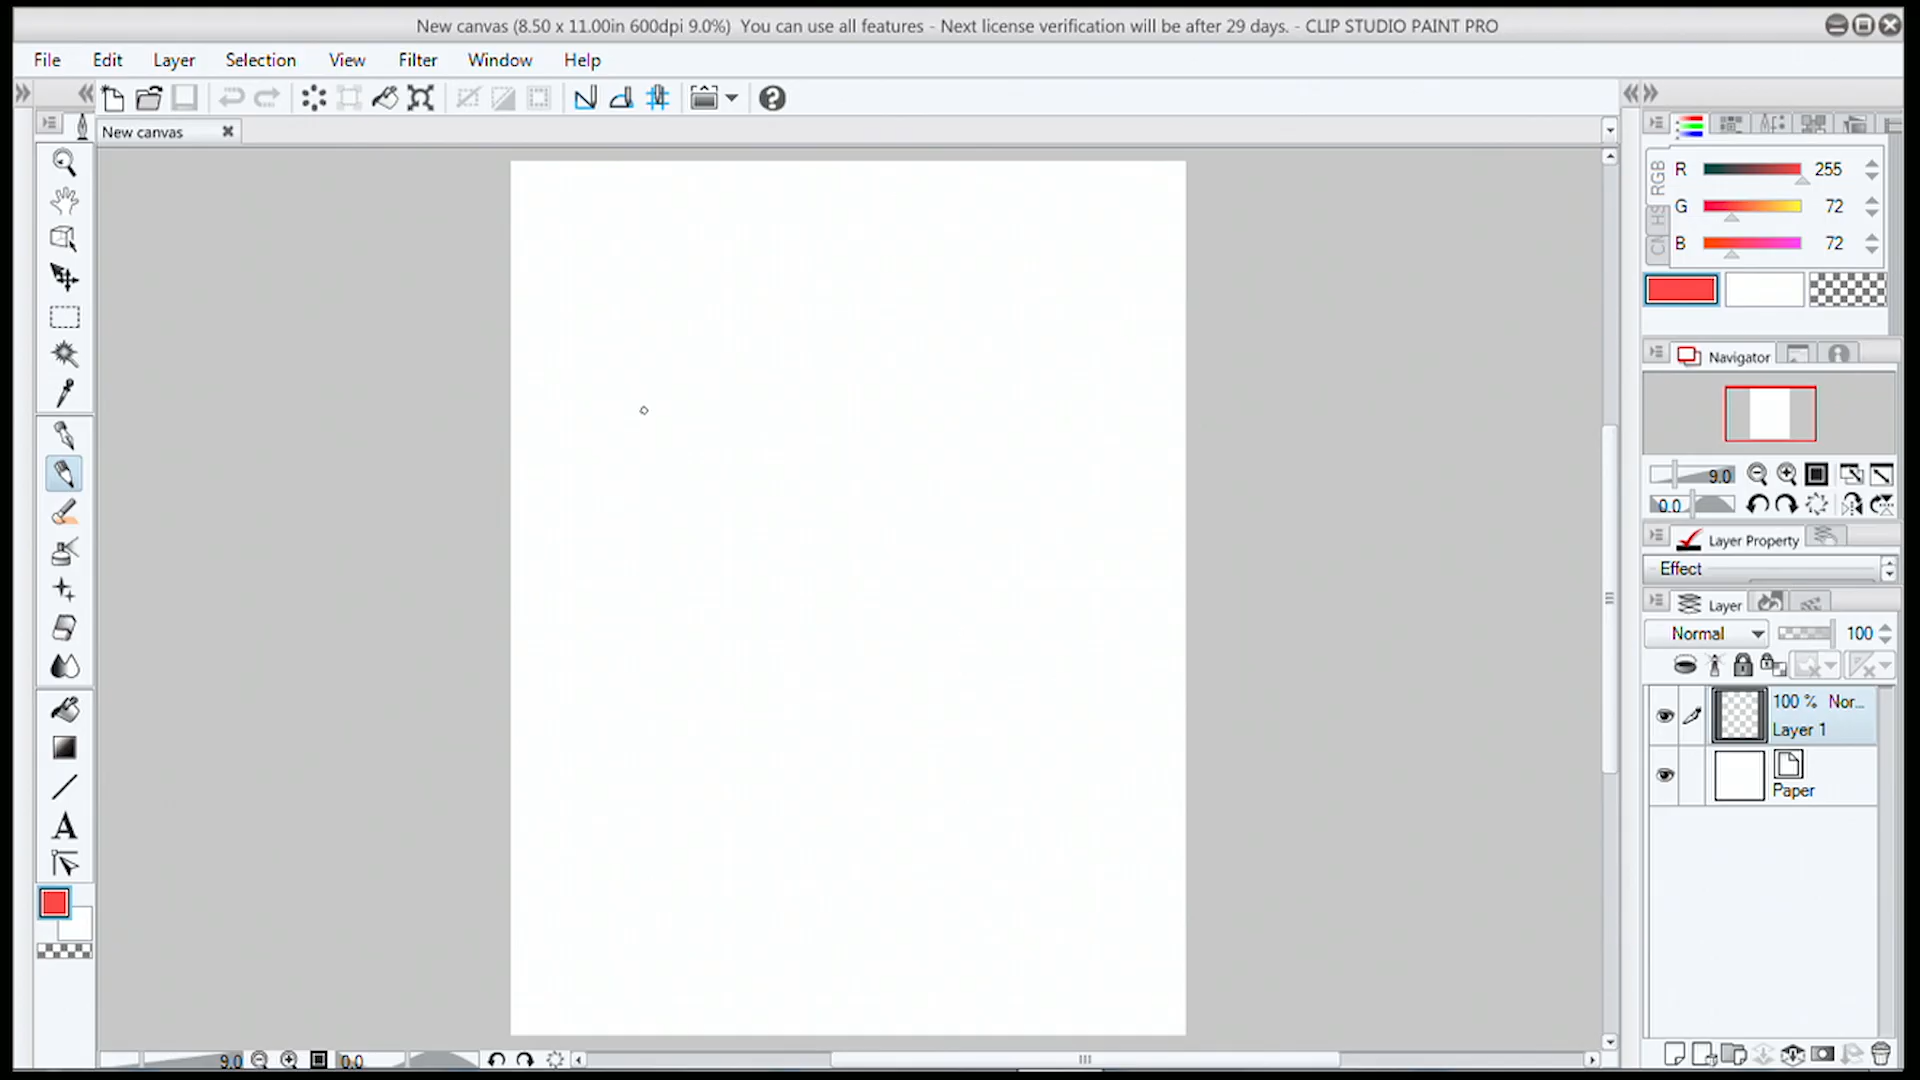 New canvas (8.50 x 11.00in 600dpi 9.0%)  You can use all features - Next license verification will be after 29 days. - CLIP STUDIO PAINT PRO
File Edit Layer Selection View Filter Window Help
New canvas
RGB
R 255
G 72
B 72
Navigator
9.0
0.0
Layer Property
Effect
Layer
Normal 100
100 % Nor...
Layer 1
Paper
A
9.0 0.0